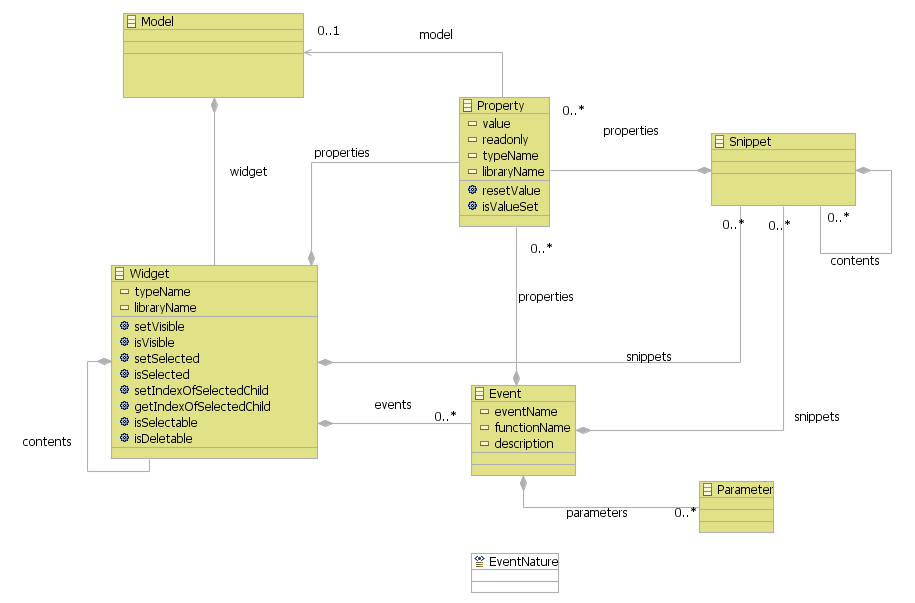 Model
0..1
model
Property
value
readonly
typeName
libraryName
resetValue
isValueSet
0..*
properties
Snippet
properties
widget
0..*
0..*
0..*
contents
0..*
properties
Widget
typeName
libraryName
setVisible
isVisible
setSelected
isSelected
setIndexOfSelectedChild
getIndexOfSelectedChild
isSelectable
isDeletable
contents
snippets
events
0..*
Event
eventName
functionName
description
snippets
parameters
0..*
Parameter
EventNature